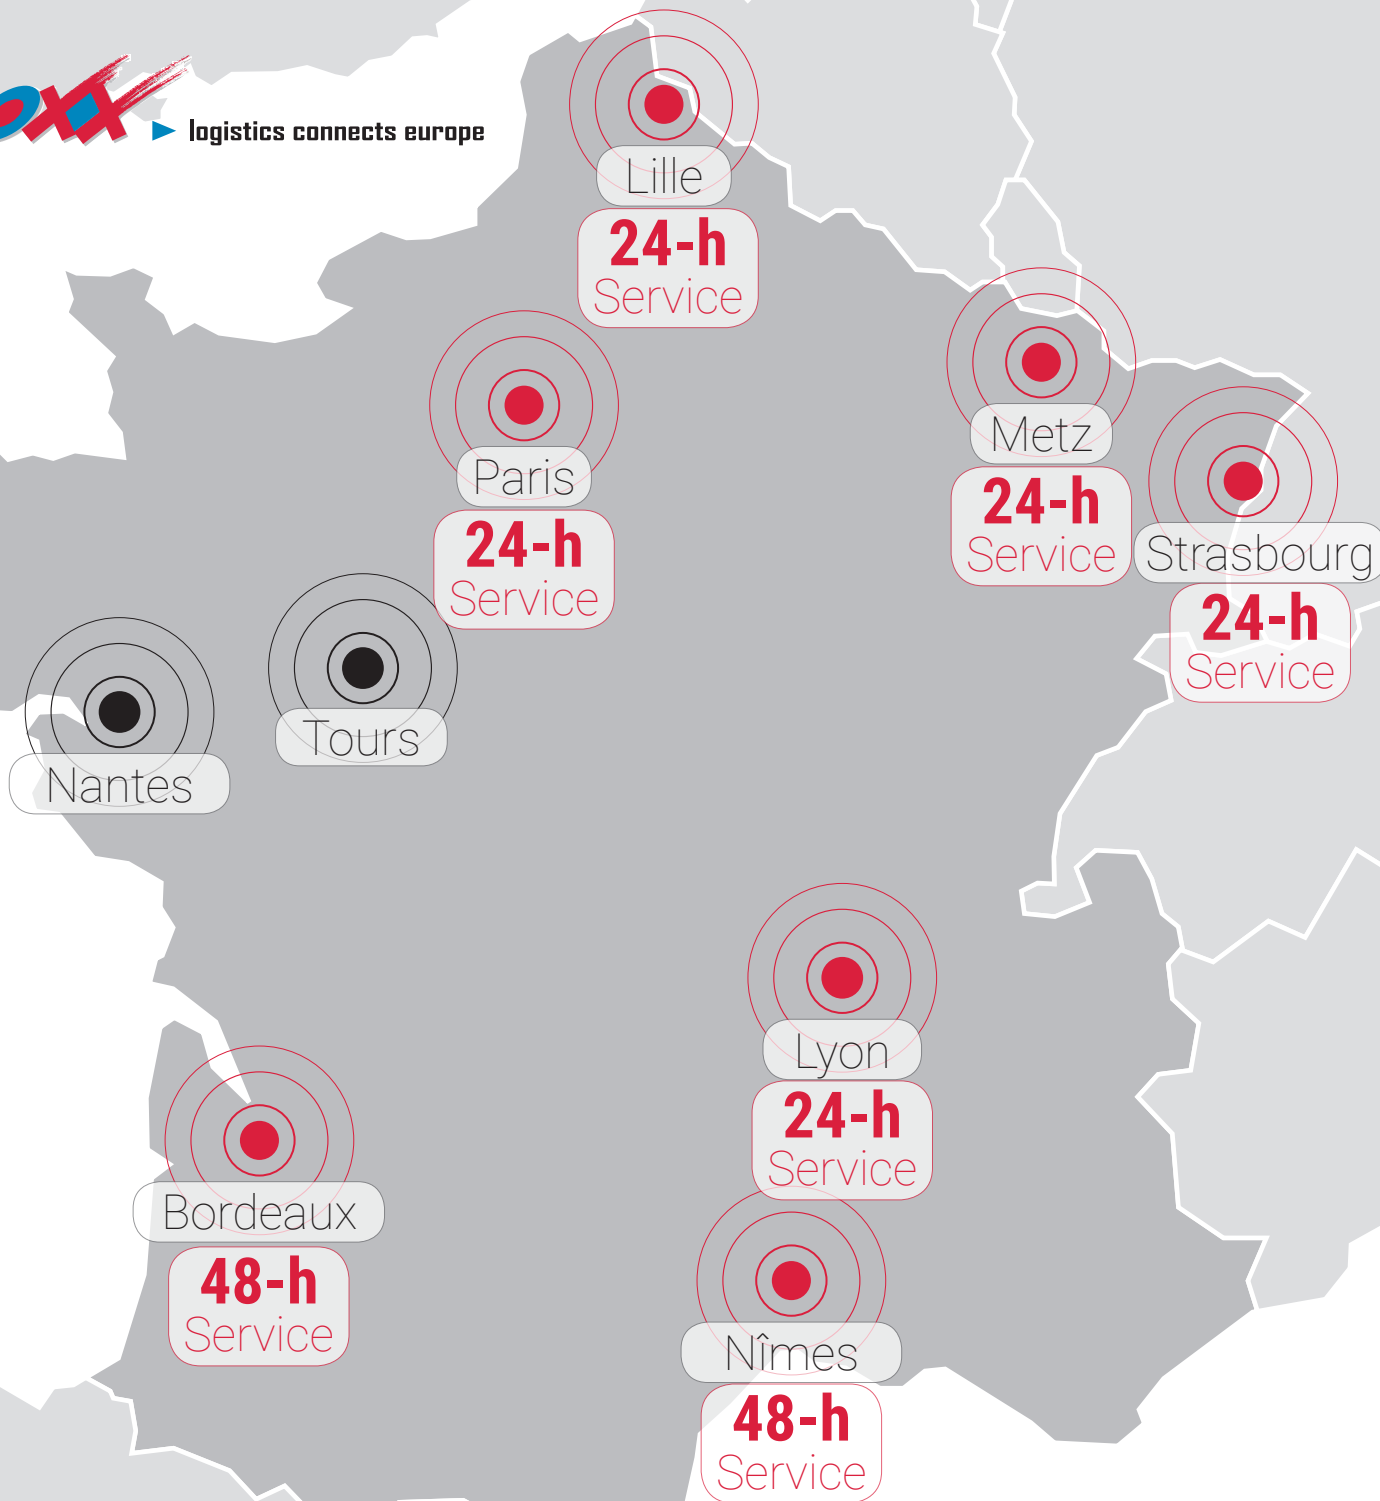 logistics connects europe
Lille
24-h
Service
Paris
24-h
Service
Metz
24-h
Service
Strasbourg
24-h
Service
Tours
Nantes
Lyon
24-h
Service
Bordeaux
48-h
Service
Nîmes
48-h
Service